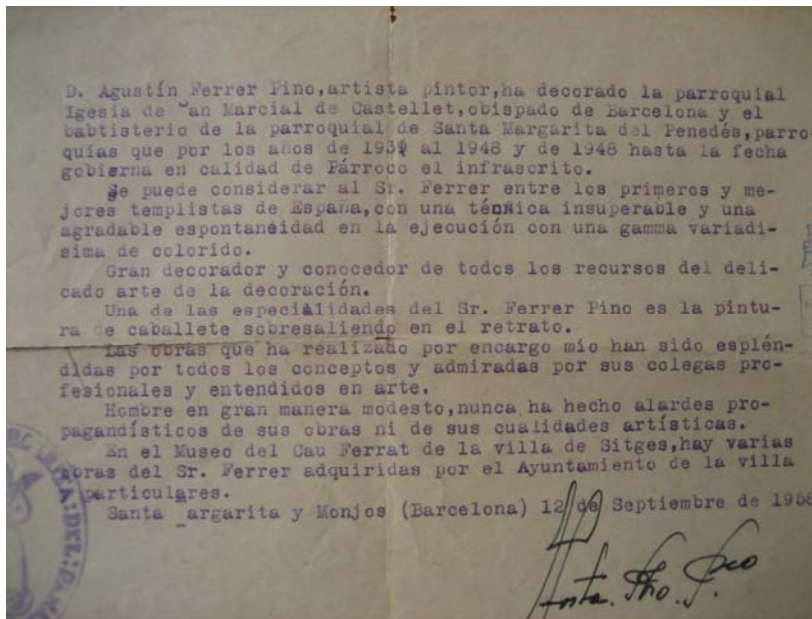 D. Agustín Ferrer Pino,artista pintor,ha decorado la parroquial
Igesia de San Marcial de Castellet,obispado de Barcelona y el
babtisterio de la parroquial de Santa Margarita del Penedés,parro-
quias que por los años de 1939 al 1948 y de 1948 hasta la fecha
gobierna en calidad de Párroco el infrascrito.
Se puede considerar al Sr. Ferrer entre los primeros y me-
jores templistas de España,con una técnica insuperable y una
agradable espontaneidad en la ejecución con una gamma variadi-
sima de colorido.
Gran decorador y conocedor de todos los recursos del deli-
cado arte de la decoración.
Una de las especialidades del Sr. Ferrer Pino es la pintu-
ra de caballete sobresaliendo en el retrato.
Las obras que ha realizado por encargo mio han sido esplén-
didas por todos los conceptos y admiradas por sus colegas pro-
fesionales y entendidos en arte.
Hombre en gran manera modesto,nunca ha hecho alardes pro-
pagandísticos de sus obras ni de sus cualidades artísticas.
En el Museo del Cau Ferrat de la villa de Sitges,hay varias
obras del Sr. Ferrer adquiridas por el Ayuntamiento de la villa
particulares.
Santa argarita y Monjos (Barcelona) 12 de Septiembre de 1958
:DEL: